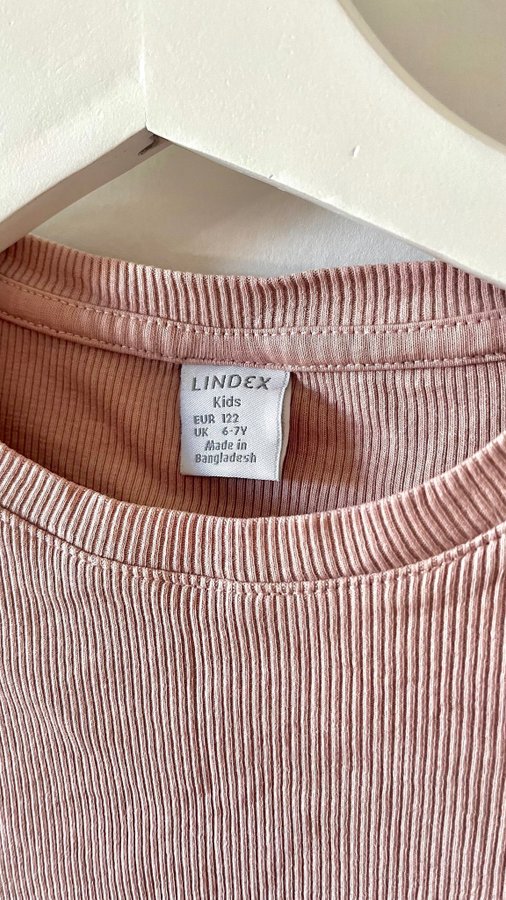 LINDEX
Kids
EUR 122
UK 6-7Y
Made in
Bangladesh